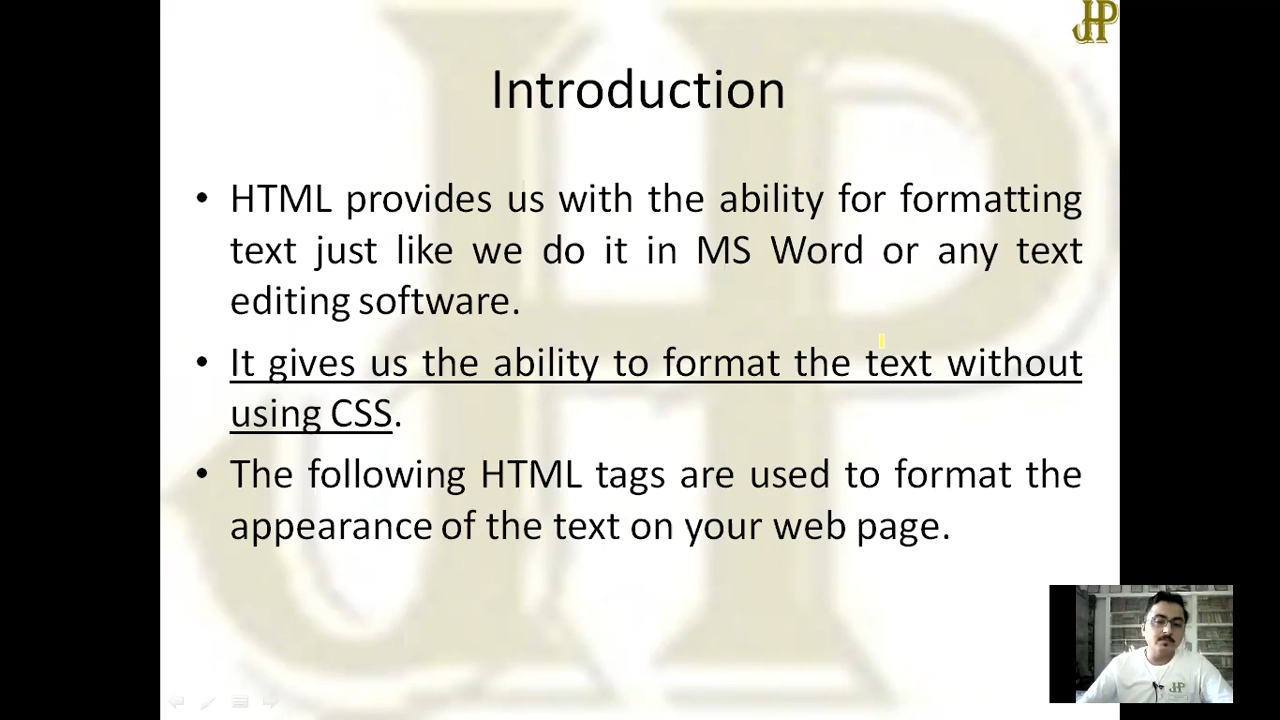 JHP
Introduction
• HTML provides us with the ability for formatting
text just like we do it in MS Word or any text
editing software.
• It gives us the ability to format the text without
using CSS.
• The following HTML tags are used to format the
appearance of the text on your web page.
JHP